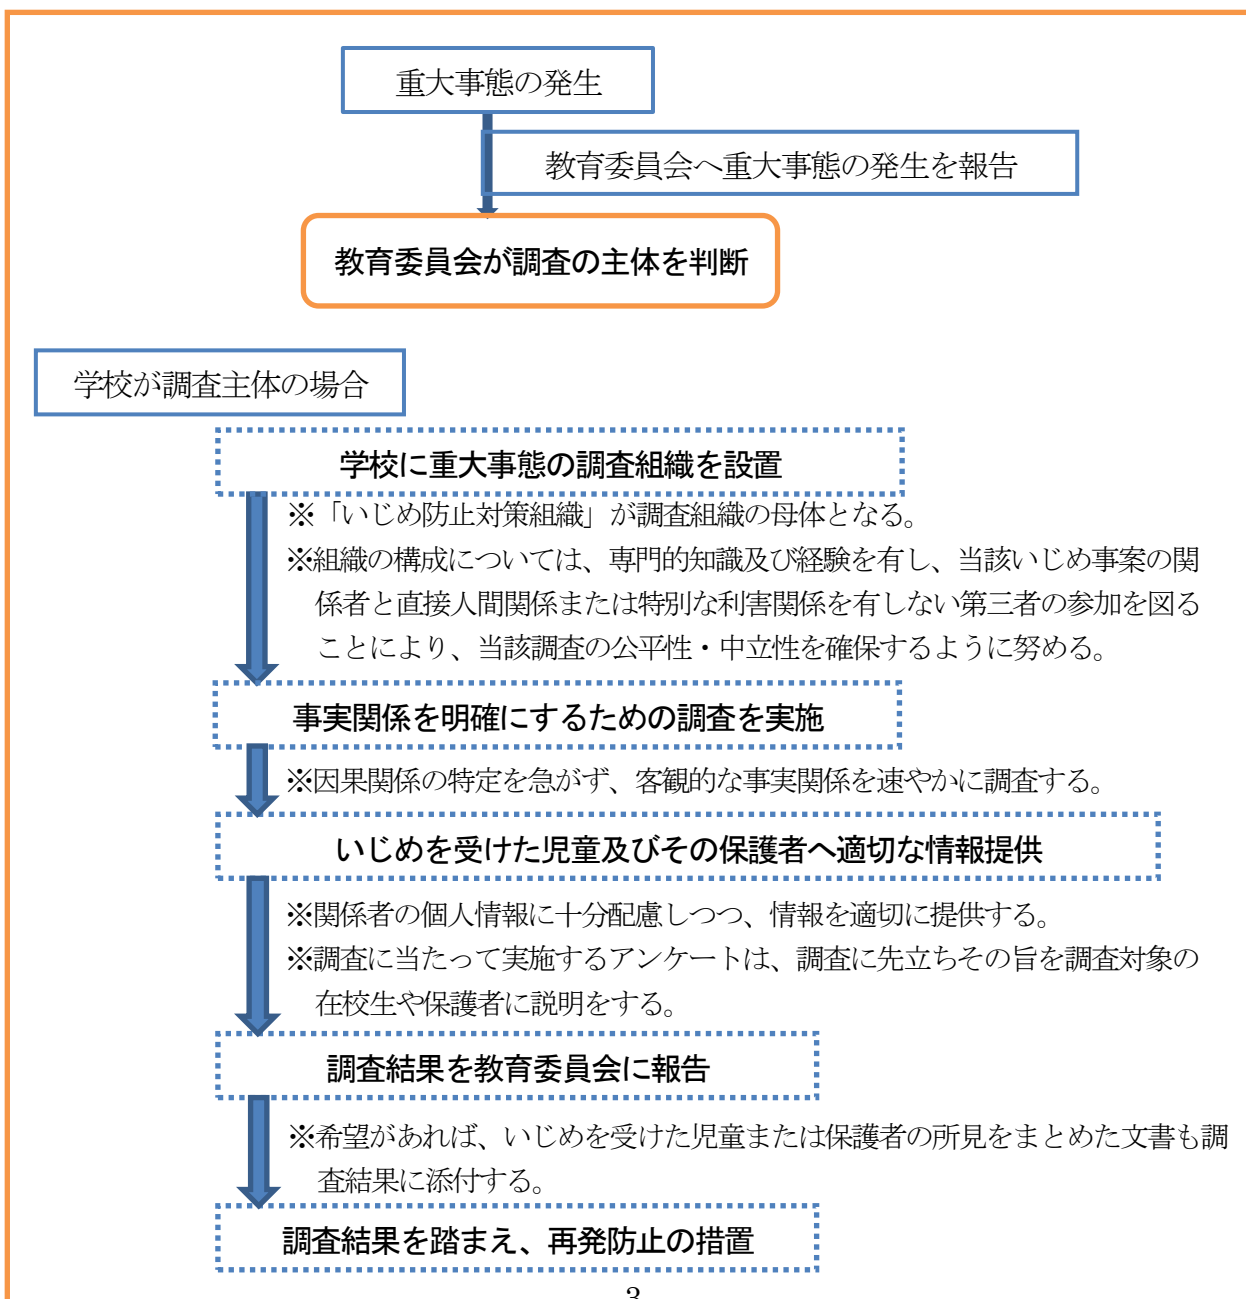 重大事態の発生
教育委員会へ重大事態の発生を報告
教育委員会が調査の主体を判断
学校が調査主体の場合
学校に重大事態の調査組織を設置
※「いじめ防止対策組織」が調査組織の母体となる。
※組織の構成については、専門的知識及び経験を有し、当該いじめ事案の関
係者と直接人間関係または特別な利害関係を有しない第三者の参加を図る
ことにより、当該調査の公平性・中立性を確保するように努める。
事実関係を明確にするための調査を実施
※因果関係の特定を急がず、客観的な事実関係を速やかに調査する。
いじめを受けた児童及びその保護者へ適切な情報提供
※関係者の個人情報に十分配慮しつつ、情報を適切に提供する。
※調査に当たって実施するアンケートは、調査に先立ちその旨を調査対象の
在校生や保護者に説明をする。
調査結果を教育委員会に報告
※希望があれば、いじめを受けた児童または保護者の所見をまとめた文書も調
査結果に添付する。
調査結果を踏まえ、再発防止の措置
3